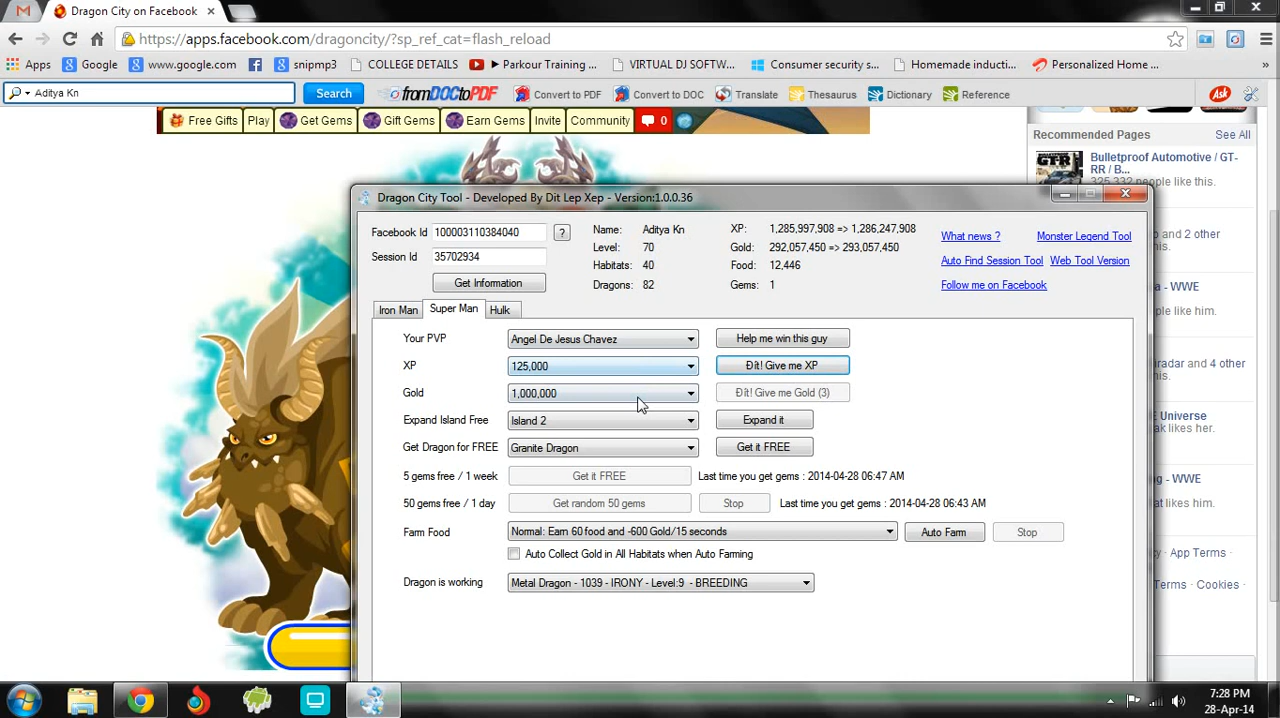 Dragon City on Facebook
https://apps.facebook.com/dragoncity/?sp_ref_cat=flash_reload
Apps Google www.google.com snipmp3 COLLEGE DETAILS Parkour Training ... VIRTUAL DJ SOFTW... Consumer security s... Homemade inducti... Personalized Home ... »
Aditya Kn Search fromDOCtoPDF Convert to PDF Convert to DOC Translate Thesaurus Dictionary Reference Ask
Free Gifts Play Get Gems Gift Gems Earn Gems Invite Community 0
Recommended Pages See All
Bulletproof Automotive / GT-
R / B...
325,332 people like this.
Dragon City Tool - Developed By Dit Lep Xep - Version:1.0.0.36
Facebook Id 100003110384040 ? Name: Aditya Kn XP: 1,285,997,908 => 1,286,247,908 What news ? Monster Legend Tool
Session Id 35702934 Level: 70 Gold: 292,057,450 => 293,057,450
Habitats: 40 Food: 12,446 Auto Find Session Tool Web Tool Version
Get Information Dragons: 82 Gems: 1 Follow me on Facebook
Iron Man Super Man Hulk
Your PVP Angel De Jesus Chavez Help me win this guy
XP 125,000 Đít! Give me XP
Gold 1,000,000 Đít! Give me Gold (3)
Expand Island Free Island 2 Expand it
Get Dragon for FREE Granite Dragon Get it FREE
5 gems free / 1 week Get it FREE Last time you get gems : 2014-04-28 06:47 AM
50 gems free / 1 day Get random 50 gems Stop Last time you get gems : 2014-04-28 06:43 AM
Farm Food Normal: Earn 60 food and -600 Gold/15 seconds Auto Farm Stop
Auto Collect Gold in All Habitats when Auto Farming
Dragon is working Metal Dragon - 1039 - IRONY - Level:9 - BREEDING
and 2 other
ike this.
- WWE
like this.
iradar and 4 other
E Universe
ike this.
ng - WWE
likes him.
App Terms
Terms · Cookies ·
7:28 PM
28-Apr-14